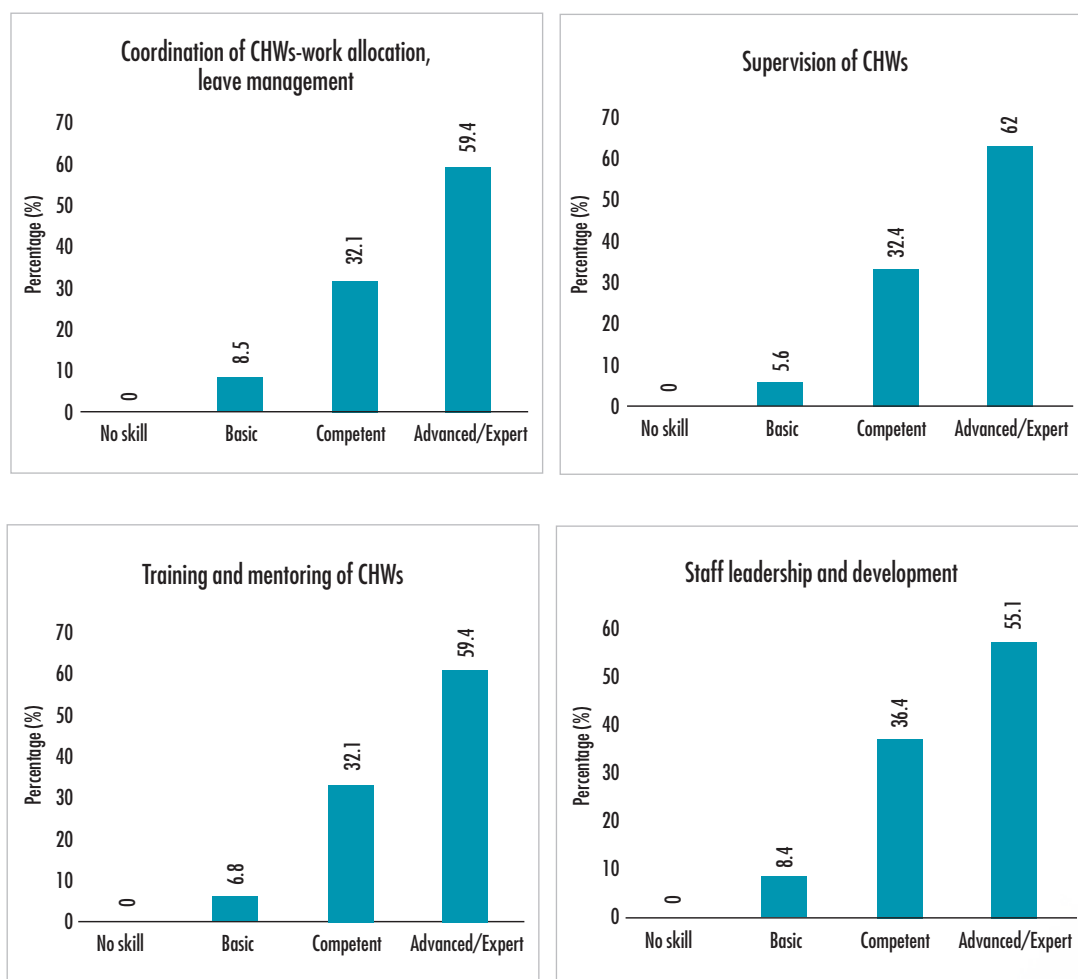 Coordination of CHWs-work allocation,
leave management
Percentage (%)
70
60
50
40
30
20
10
0
0
8.5
32.1
59.4
No skill
Basic
Competent
Advanced/Expert
Supervision of CHWs
Percentage (%)
70
60
50
40
30
20
10
0
0
5.6
32.4
62
No skill
Basic
Competent
Advanced/Expert
Training and mentoring of CHWs
Percentage (%)
70
60
50
40
30
20
10
0
0
6.8
32.1
59.4
No skill
Basic
Competent
Advanced/Expert
Staff leadership and development
Percentage (%)
60
50
40
30
20
10
0
0
8.4
36.4
55.1
No skill
Basic
Competent
Advanced/Expert